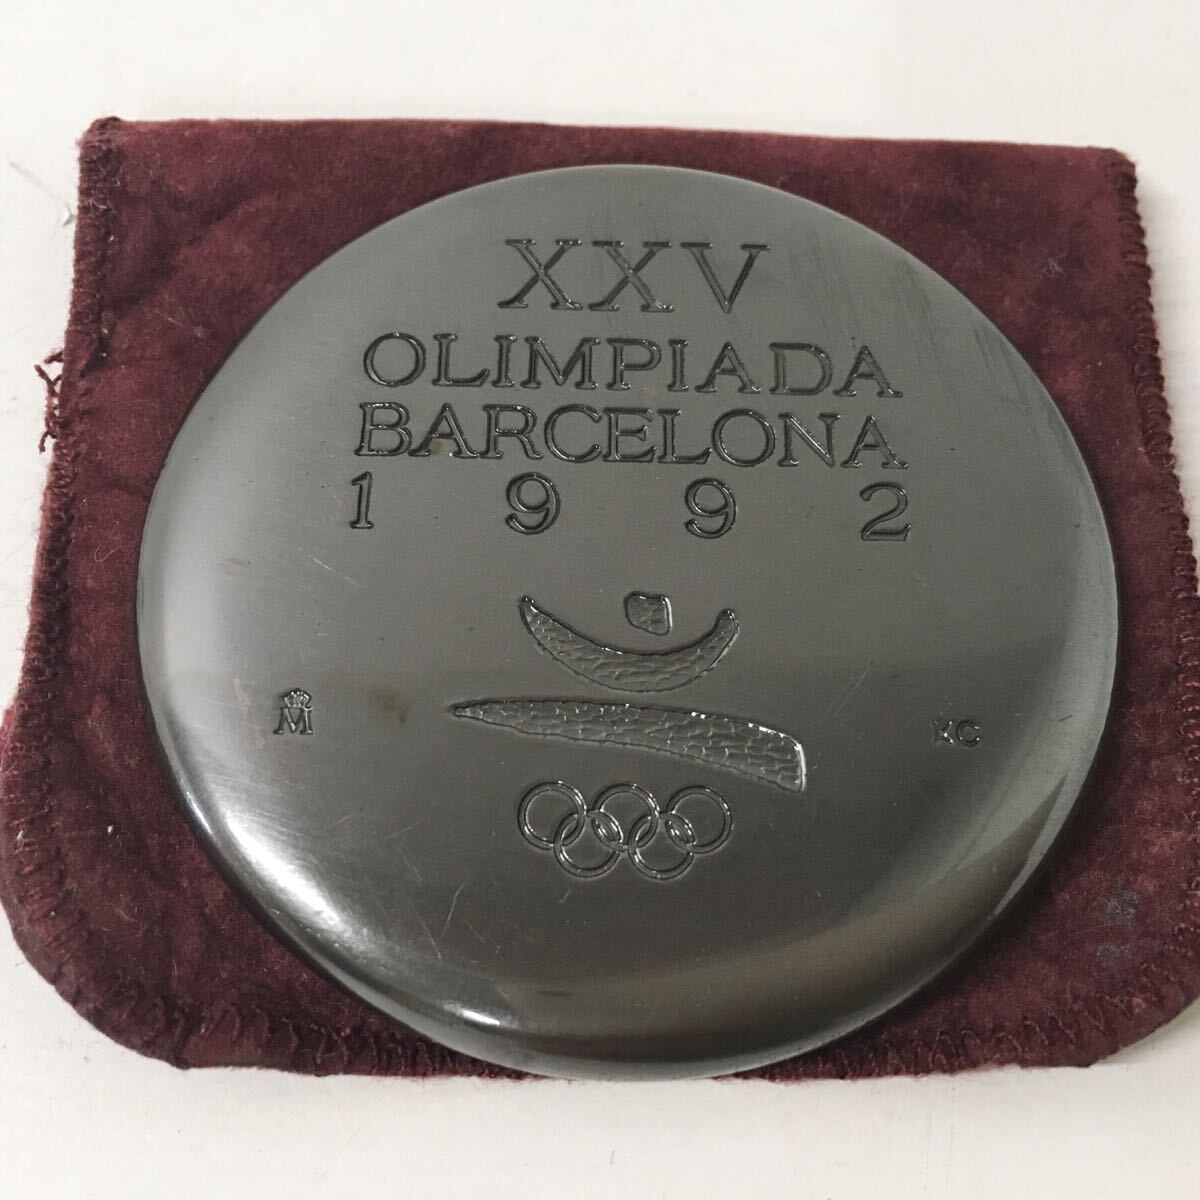 XXV
OLIMPIADA
BARCELONA
1 9 9 2
M
XC